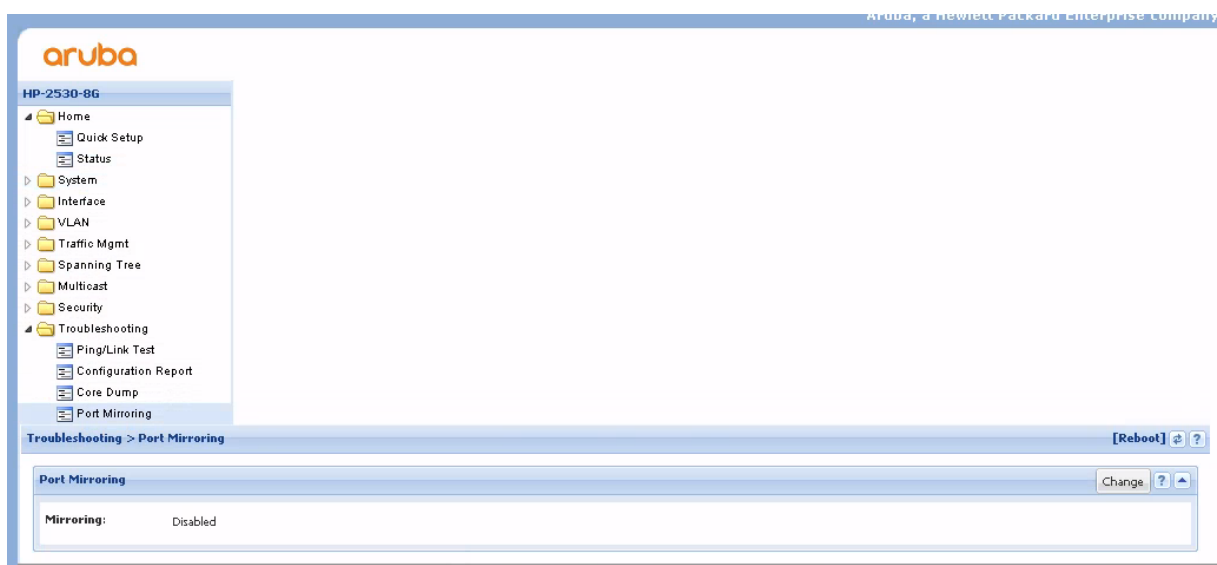 Aruba, a Hewlett Packard Enterprise company
aruba
HP-2530-8G
Home
Quick Setup
Status
System
Interface
VLAN
Traffic Mgmt
Spanning Tree
Multicast
Security
Troubleshooting
Ping/Link Test
Configuration Report
Core Dump
Port Mirroring
Troubleshooting > Port Mirroring [Reboot] ?
Port Mirroring Change ?
Mirroring: Disabled